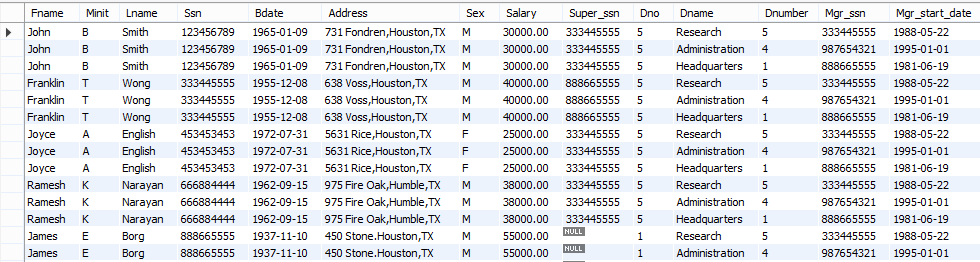 Fname Minit Lname Ssn Bdate Address Sex Salary Super_ssn Dno Dname Dnumber Mgr_ssn Mgr_start_date
John B Smith 123456789 1965-01-09 731 Fondren,Houston,TX M 30000.00 333445555 5 Research 5 333445555 1988-05-22
John B Smith 123456789 1965-01-09 731 Fondren,Houston,TX M 30000.00 333445555 5 Administration 4 987654321 1995-01-01
John B Smith 123456789 1965-01-09 731 Fondren,Houston,TX M 30000.00 333445555 5 Headquarters 1 888665555 1981-06-19
Franklin T Wong 333445555 1955-12-08 638 Voss,Houston,TX M 40000.00 888665555 5 Research 5 333445555 1988-05-22
Franklin T Wong 333445555 1955-12-08 638 Voss,Houston,TX M 40000.00 888665555 5 Administration 4 987654321 1995-01-01
Franklin T Wong 333445555 1955-12-08 638 Voss,Houston,TX M 40000.00 888665555 5 Headquarters 1 888665555 1981-06-19
Joyce A English 453453453 1972-07-31 5631 Rice,Houston,TX F 25000.00 333445555 5 Research 5 333445555 1988-05-22
Joyce A English 453453453 1972-07-31 5631 Rice,Houston,TX F 25000.00 333445555 5 Administration 4 987654321 1995-01-01
Joyce A English 453453453 1972-07-31 5631 Rice,Houston,TX F 25000.00 333445555 5 Headquarters 1 888665555 1981-06-19
Ramesh K Narayan 666884444 1962-09-15 975 Fire Oak,Humble,TX M 38000.00 333445555 5 Research 5 333445555 1988-05-22
Ramesh K Narayan 666884444 1962-09-15 975 Fire Oak,Humble,TX M 38000.00 333445555 5 Administration 4 987654321 1995-01-01
Ramesh K Narayan 666884444 1962-09-15 975 Fire Oak,Humble,TX M 38000.00 333445555 5 Headquarters 1 888665555 1981-06-19
James E Borg 888665555 1937-11-10 450 Stone.Houston,TX M 55000.00 NULL 1 Research 5 333445555 1988-05-22
James E Borg 888665555 1937-11-10 450 Stone.Houston,TX M 55000.00 NULL 1 Administration 4 987654321 1995-01-01